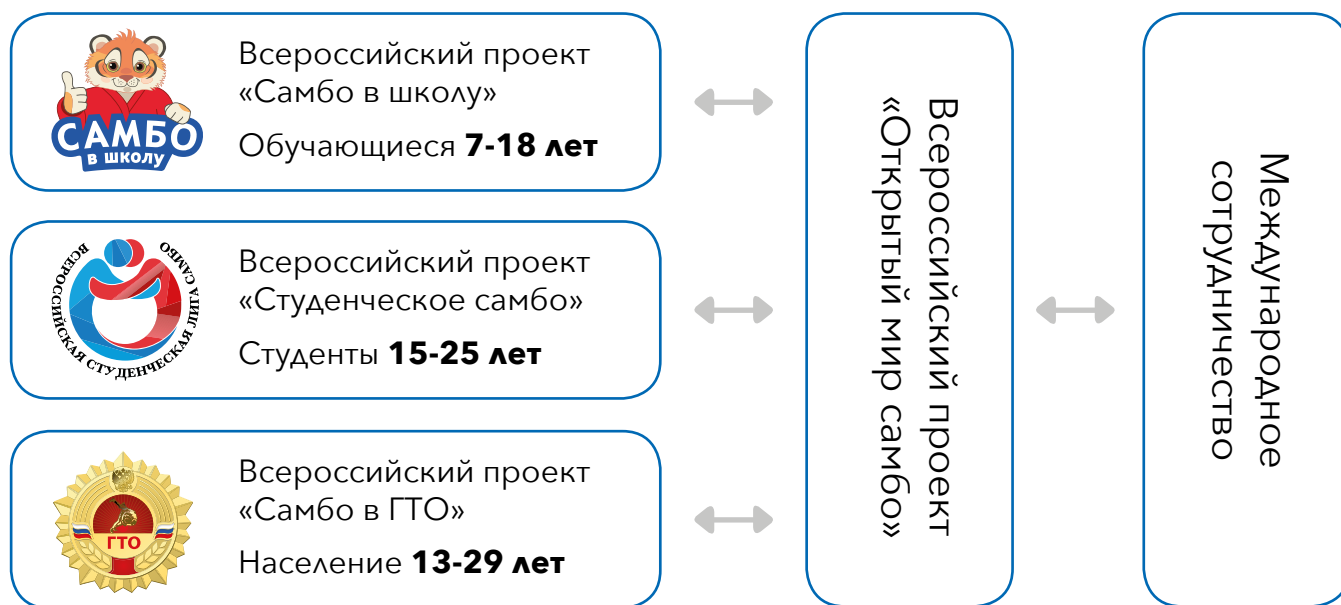 САМБО
В ШКОЛУ
Всероссийский проект
«Самбо в школу»
Обучающиеся 7-18 лет
ВСЕРОССИЙСКАЯ СТУДЕНЧЕСКАЯ ЛИГА САМБО
Всероссийский проект
«Студенческое самбо»
Студенты 15-25 лет
ГТО
Всероссийский проект
«Самбо в ГТО»
Население 13-29 лет
Всероссийский проект
«Открытый мир самбо»
Международное
сотрудничество